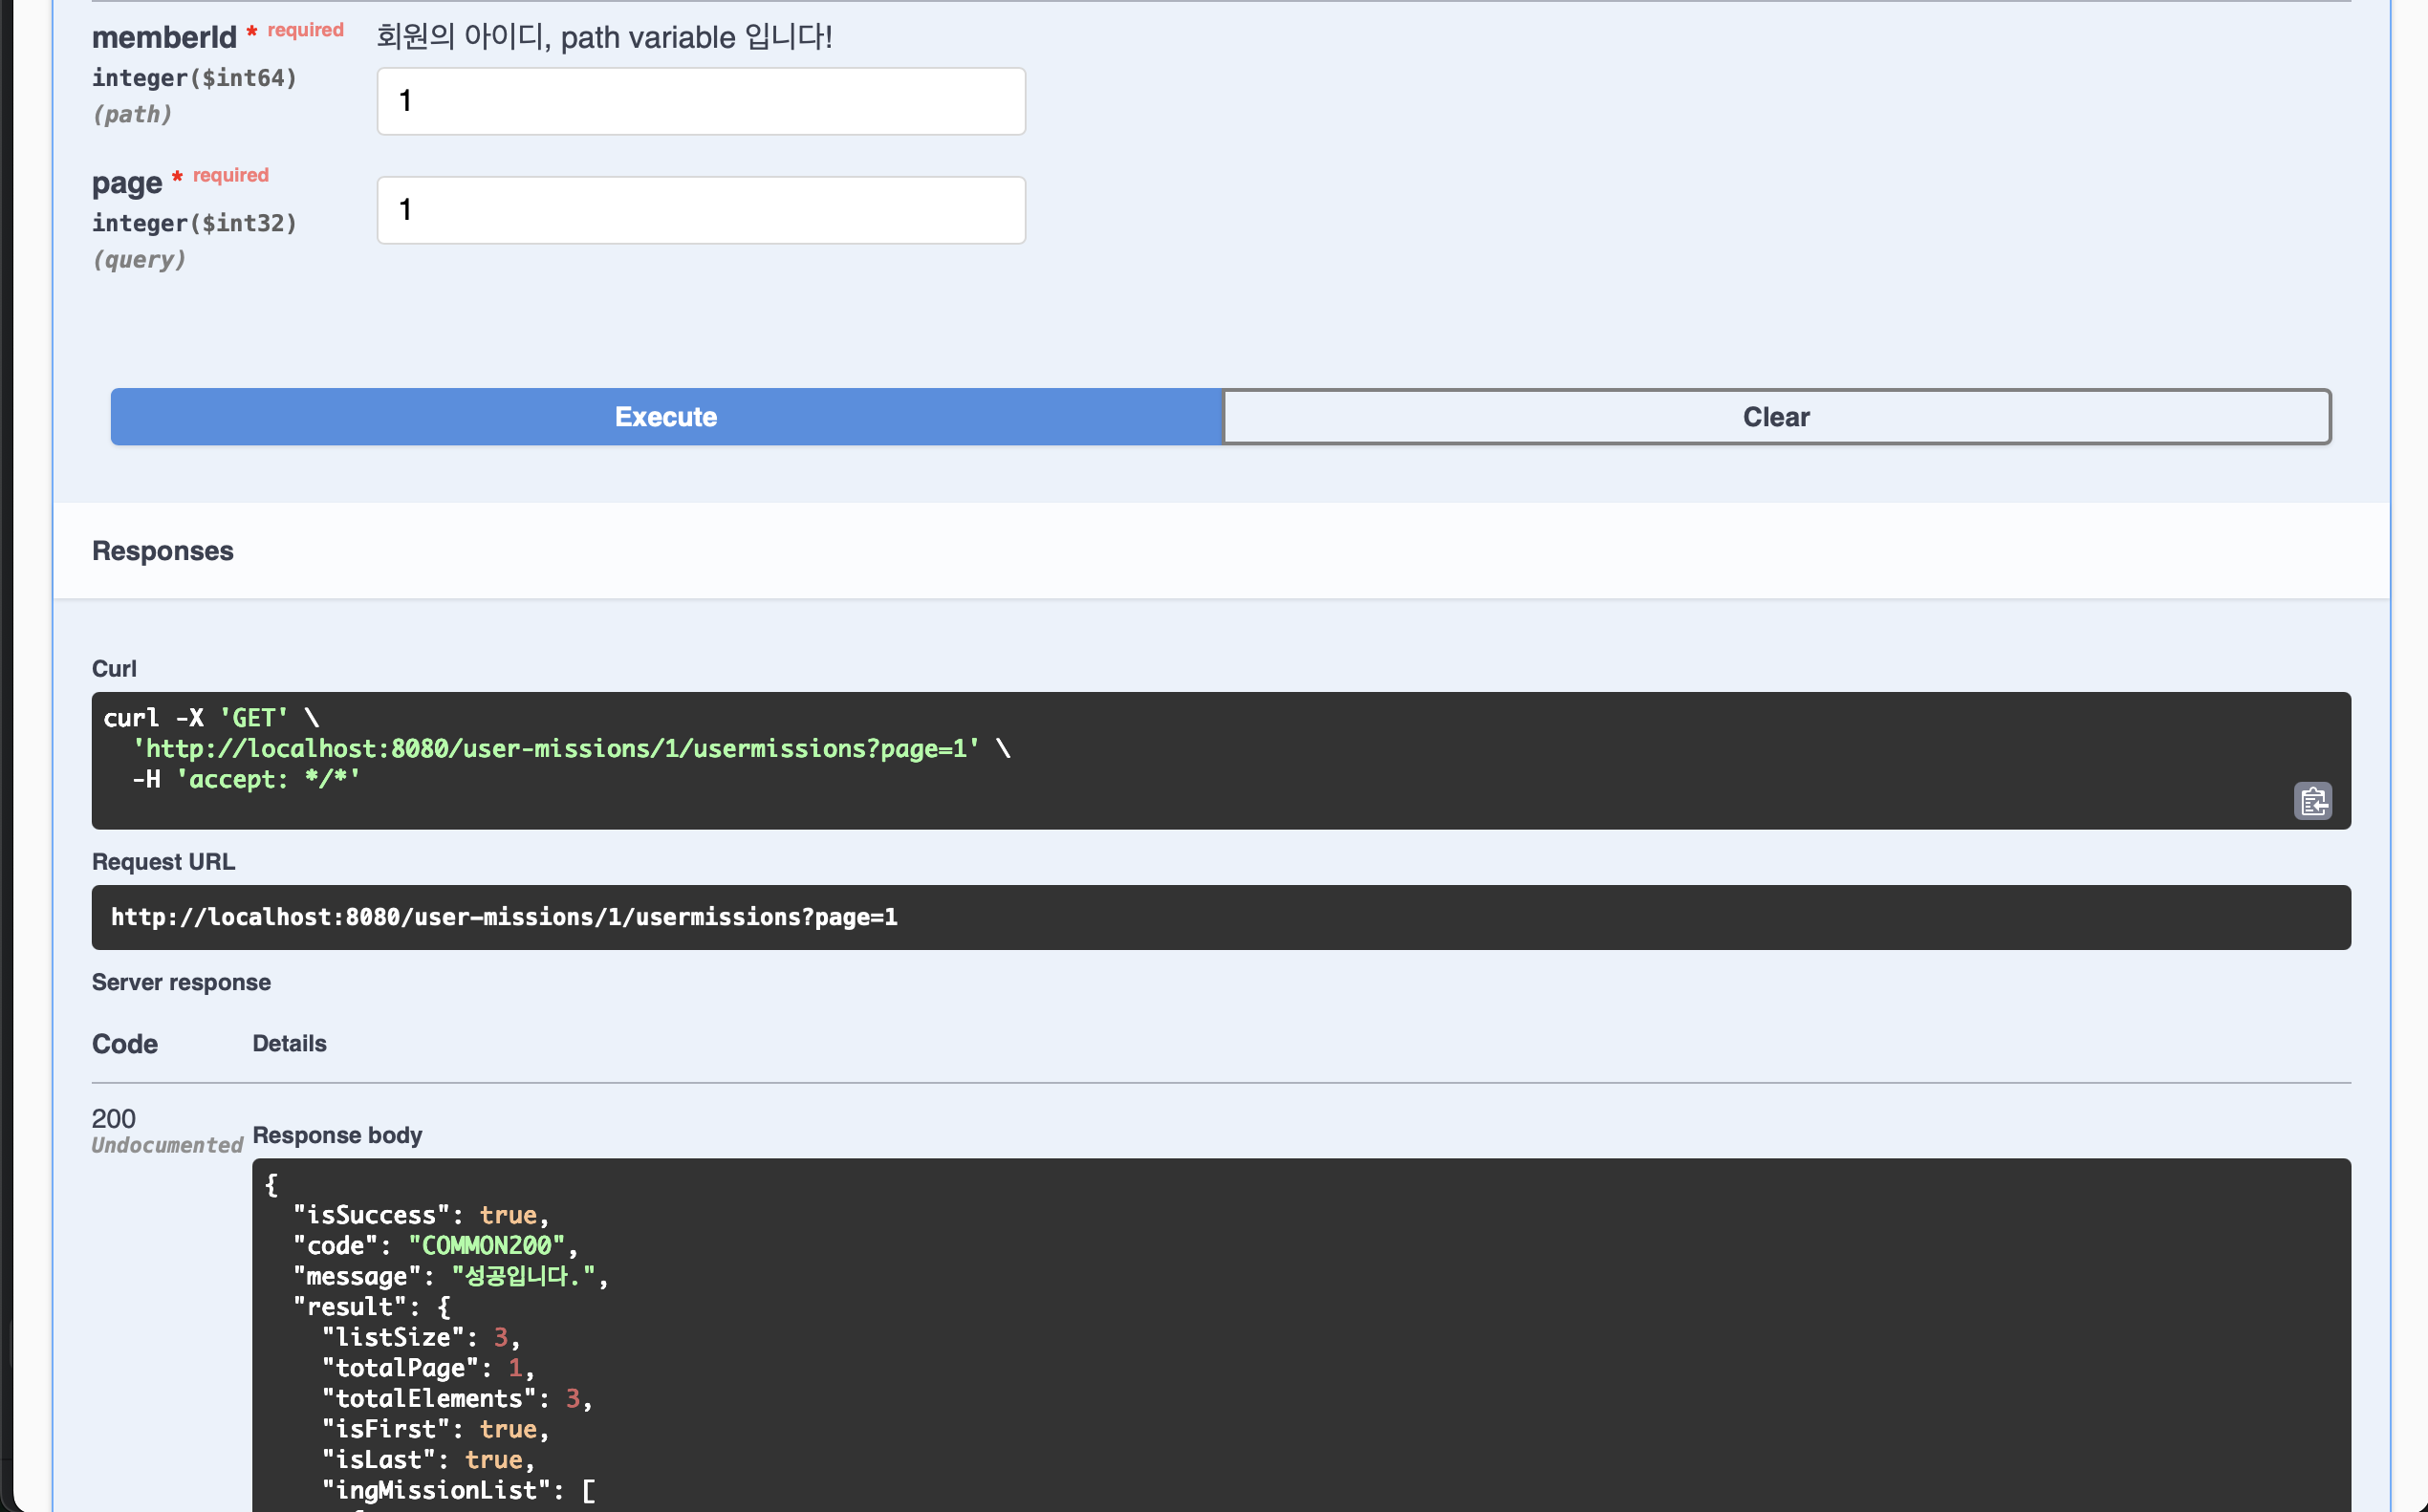 memberId * required
회원의 아이디, path variable 입니다!
integer($int64)
(path)
1
page * required
integer($int32)
(query)
1
Execute
Clear
Responses
Curl
curl -X 'GET' \
  'http://localhost:8080/user-missions/1/usermissions?page=1' \
  -H 'accept: */*'
Request URL
http://localhost:8080/user-missions/1/usermissions?page=1
Server response
Code Details
200
Undocumented
Response body
{
  "isSuccess": true,
  "code": "COMMON200",
  "message": "성공입니다.",
  "result": {
    "listSize": 3,
    "totalPage": 1,
    "totalElements": 3,
    "isFirst": true,
    "isLast": true,
    "ingMissionList": [